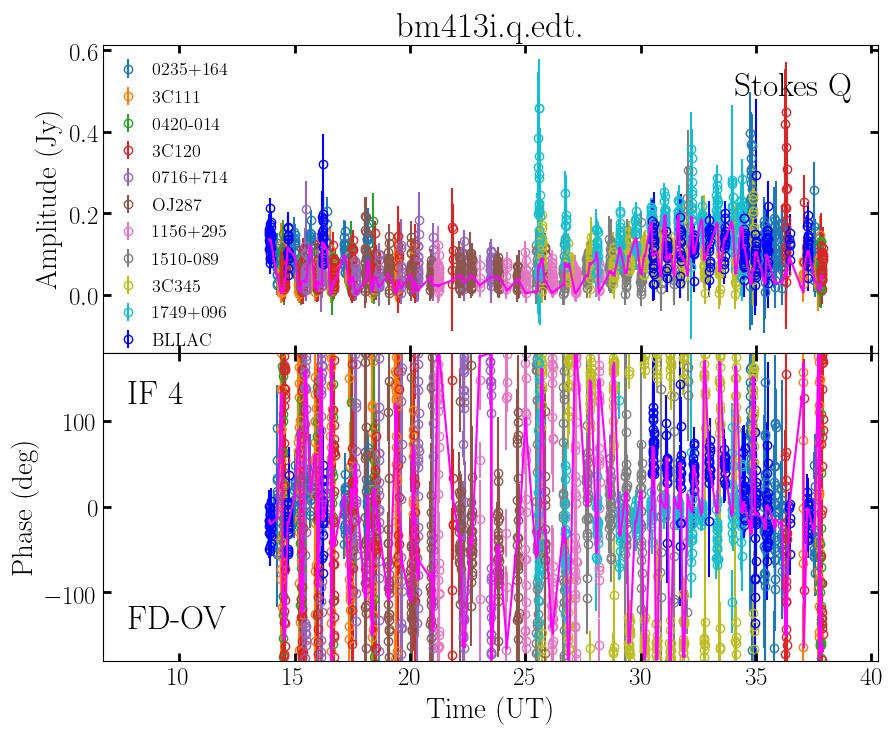 bm413i.q.edt.
Stokes Q
0.6
0.4
0.2
0.0
Amplitude (Jy)
0235+164
3C111
0420-014
3C120
0716+714
OJ287
1156+295
1510-089
3C345
1749+096
BLLAC
IF 4
FD-OV
100
0
−100
Phase (deg)
10 15 20 25 30 35 40
Time (UT)